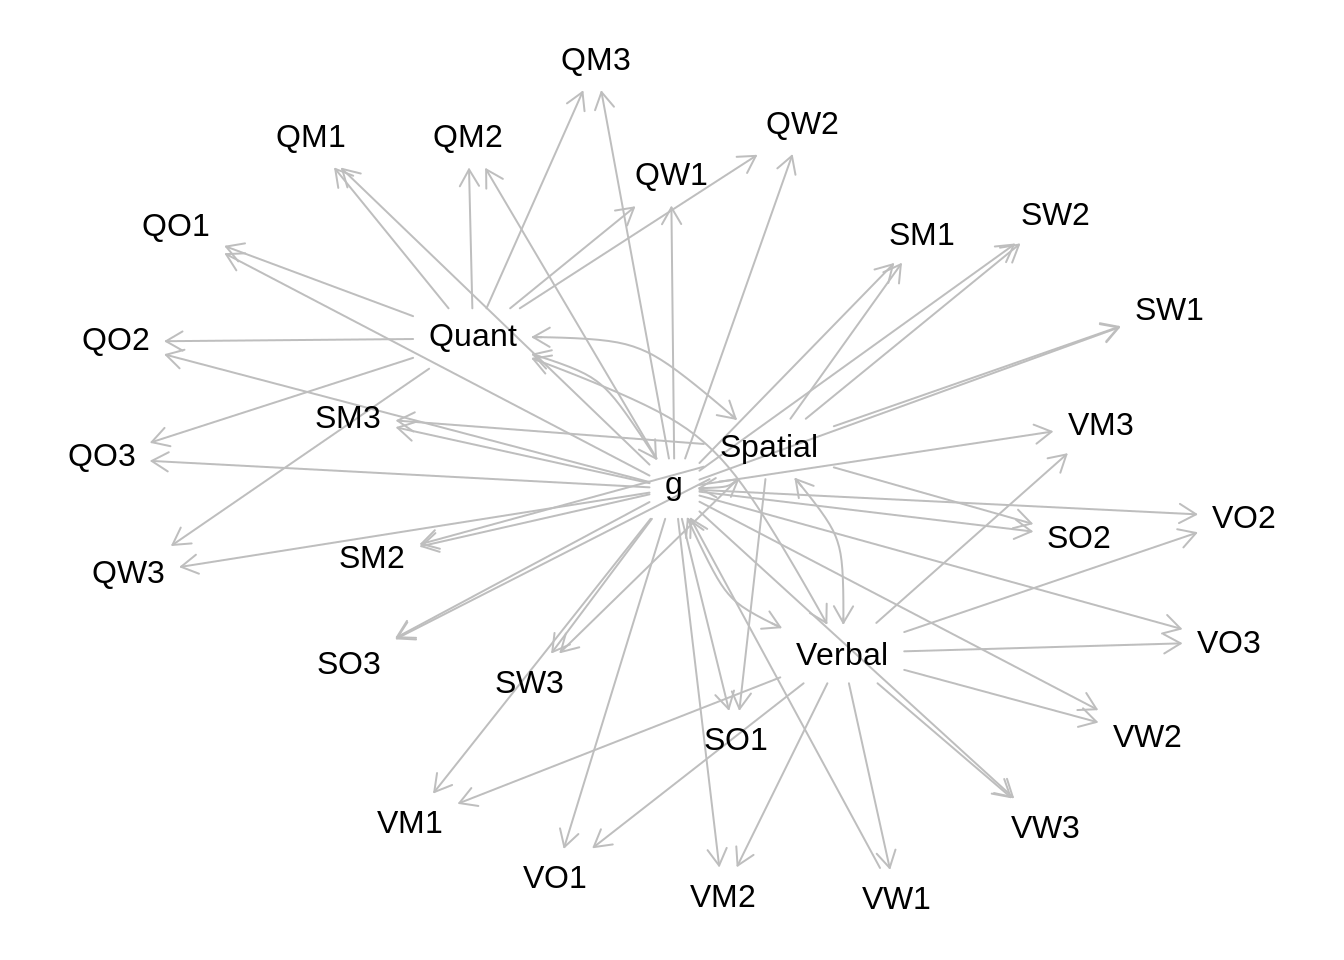 QM3
QW2
QM1
QM2
QW1
SW2
QO1
SM1
SW1
Quant
QO2
SM3
VM3
Spatial
QO3
g
VO2
SO2
SM2
QW3
VO3
Verbal
SO3
SW3
VW2
SO1
VM1
VW3
VO1
VM2
VW1